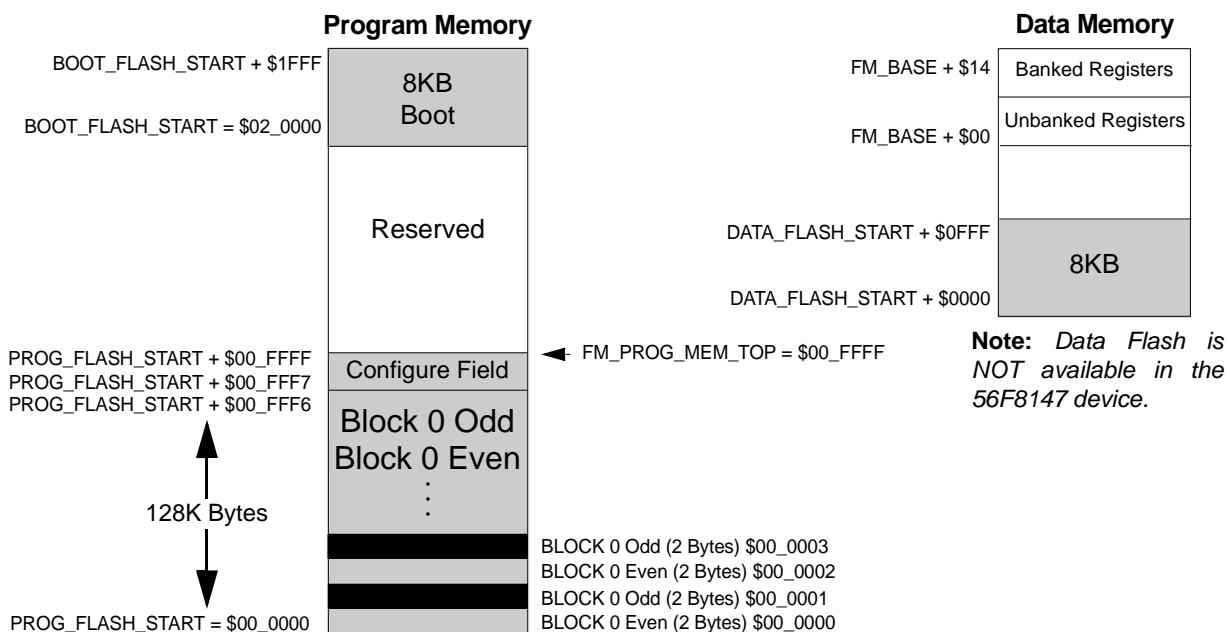 Program Memory
BOOT_FLASH_START + $1FFF
8KB
Boot
BOOT_FLASH_START = $02_0000
Reserved
PROG_FLASH_START + $00_FFFF
FM_PROG_MEM_TOP = $00_FFFF
Configure Field
PROG_FLASH_START + $00_FFF7
PROG_FLASH_START + $00_FFF6
Block 0 Odd
Block 0 Even
128K Bytes
BLOCK 0 Odd (2 Bytes) $00_0003
BLOCK 0 Even (2 Bytes) $00_0002
BLOCK 0 Odd (2 Bytes) $00_0001
BLOCK 0 Even (2 Bytes) $00_0000
PROG_FLASH_START = $00_0000
Data Memory
FM_BASE + $14
Banked Registers
Unbanked Registers
FM_BASE + $00
DATA_FLASH_START + $0FFF
8KB
DATA_FLASH_START + $0000
Note: Data Flash is
NOT available in the
56F8147 device.